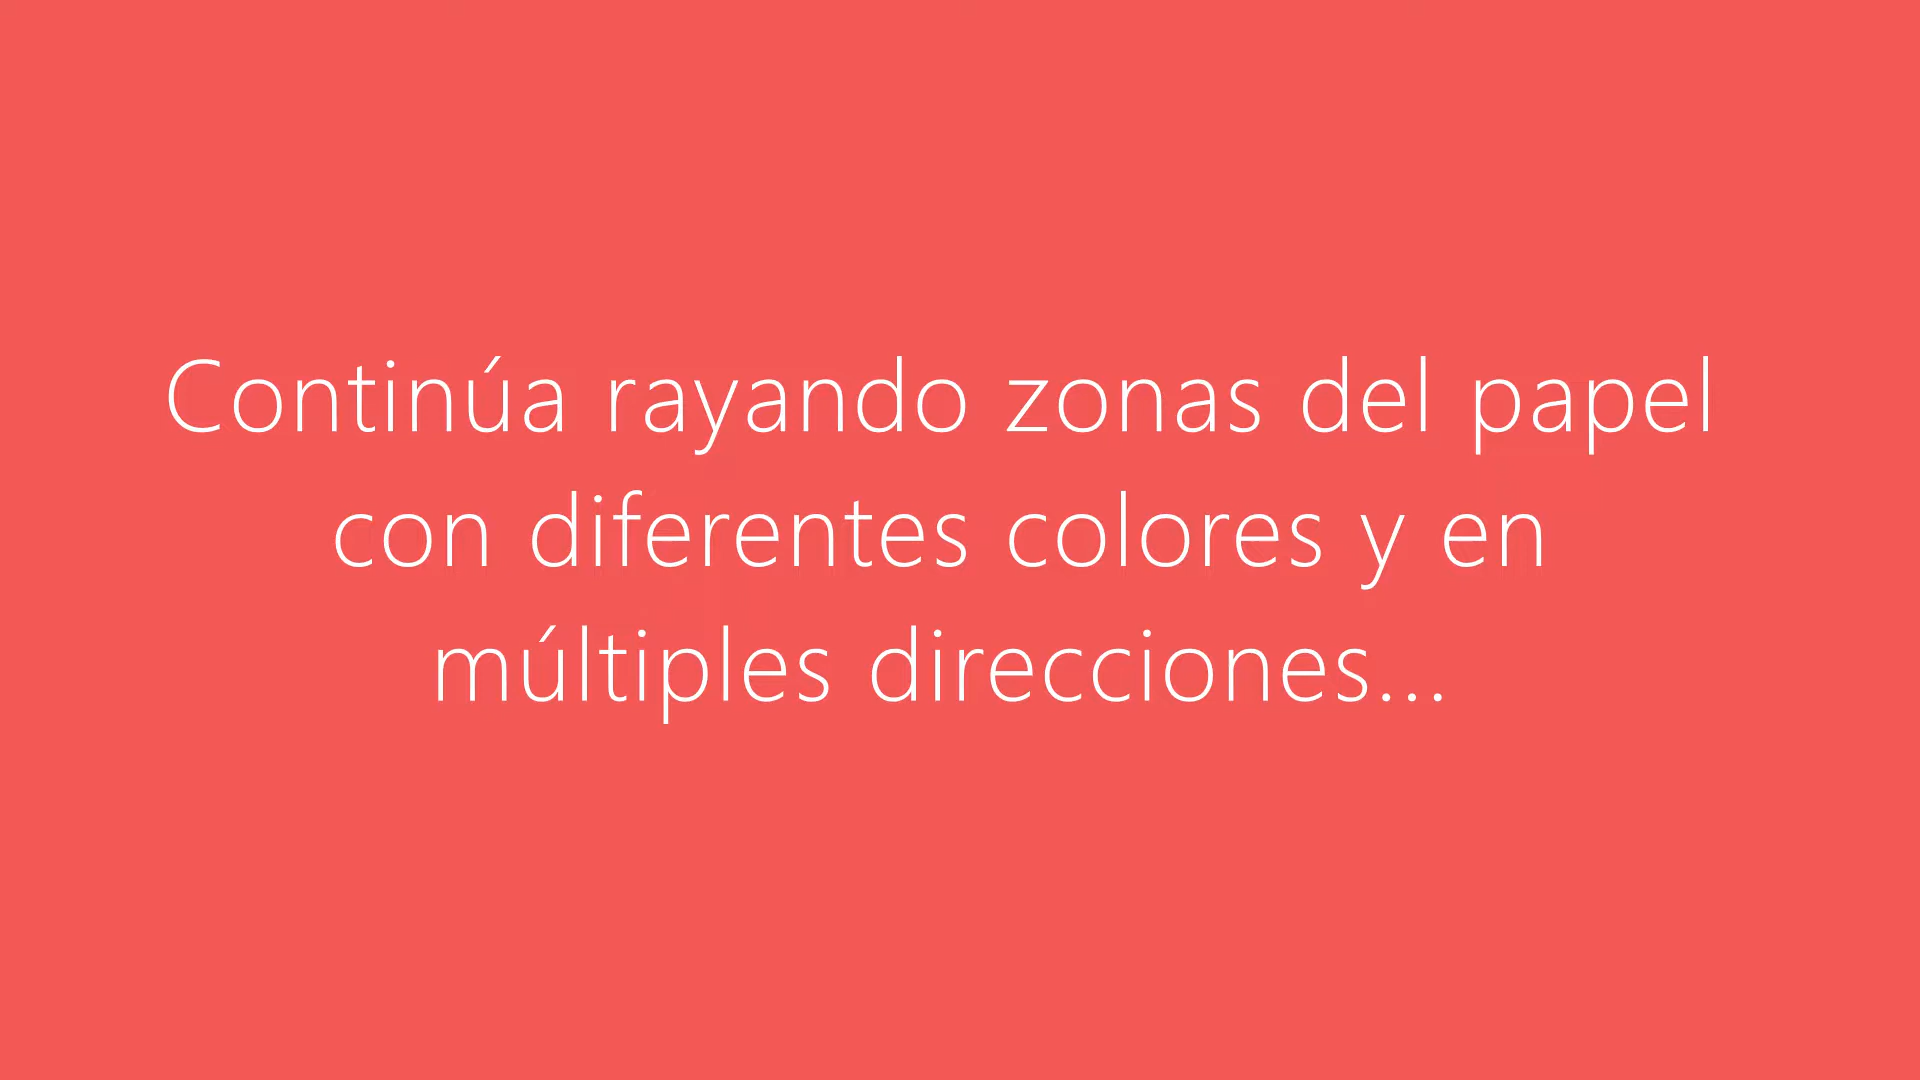 Continúa rayando zonas del papel
con diferentes colores y en
múltiples direcciones...